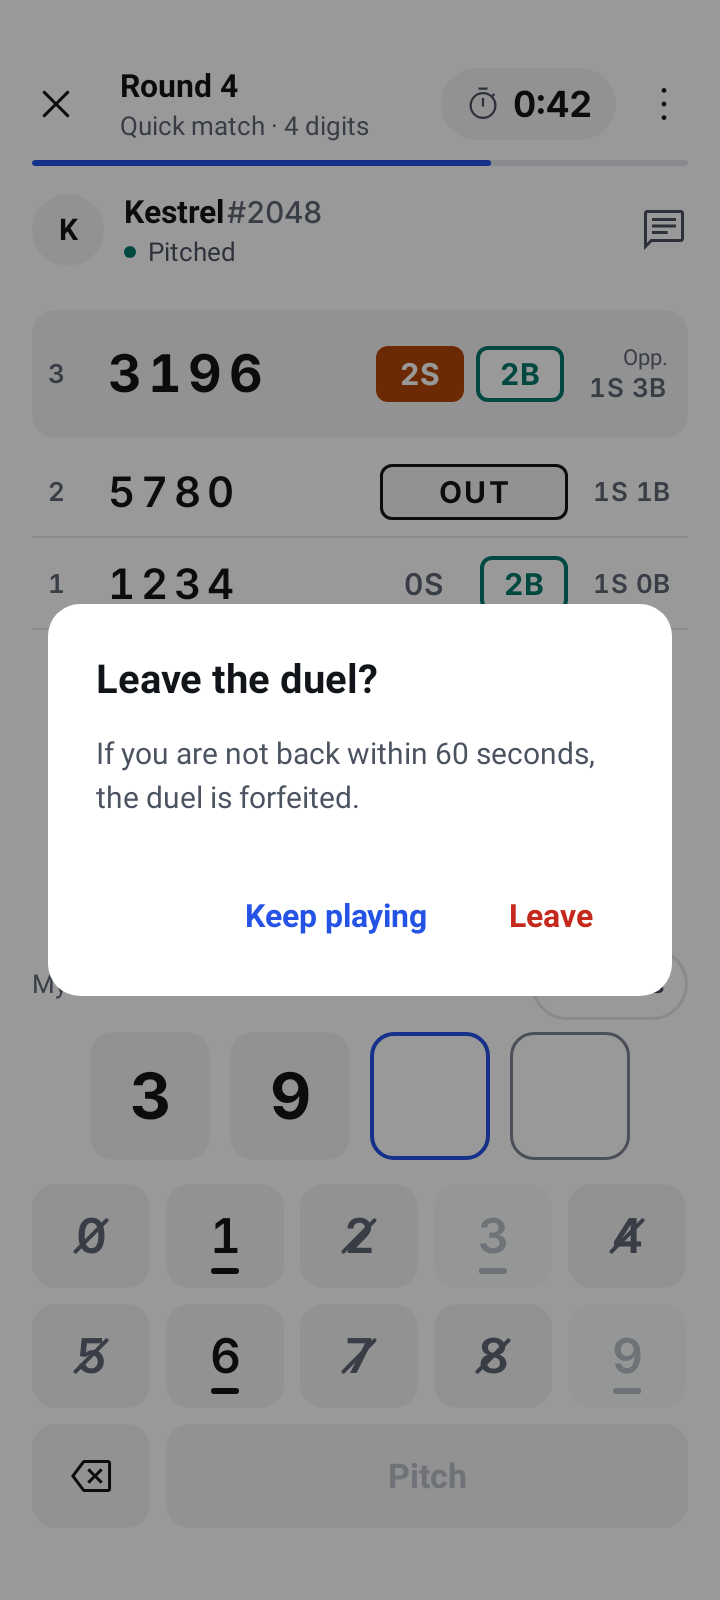 Round 4
Quick match · 4 digits
0:42
K
Kestrel#2048
Pitched
3 3196 2S 2B Opp. 1S 3B
2 5780 OUT 1S 1B
1 1234 0S 2B 1S 0B
Leave the duel?
If you are not back within 60 seconds,
the duel is forfeited.
Keep playing Leave
3 9
0 1 2 3 4
5 6 7 8 9
Pitch